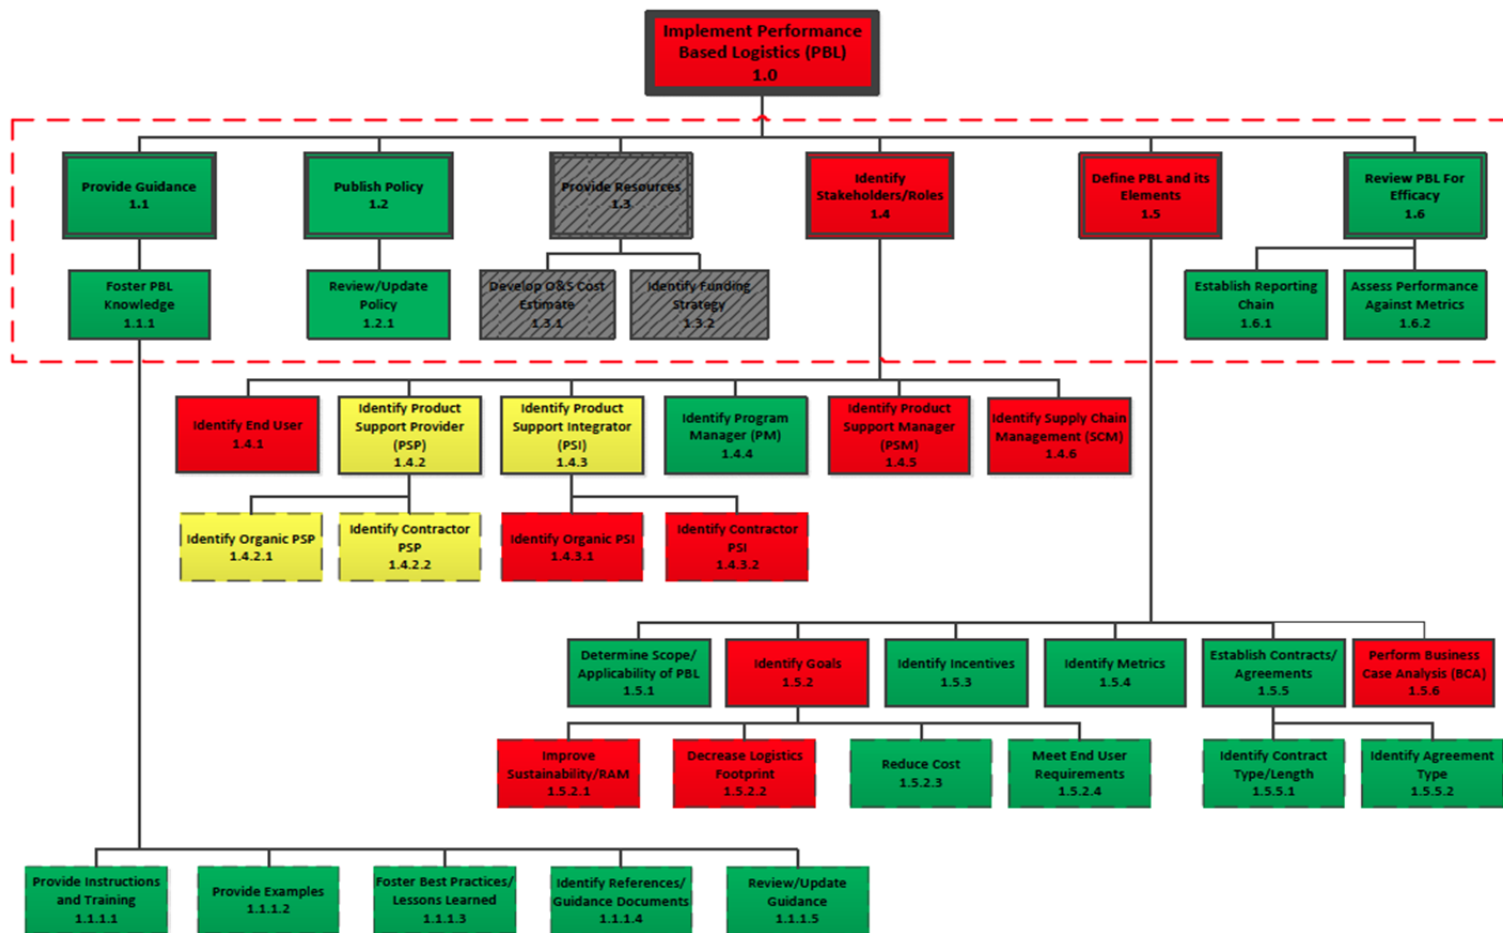 Implement Performance
Based Logistics (PBL)
1.0
Provide Guidance
1.1
Publish Policy
1.2
Provide Resources
1.3
Identify
Stakeholders/Roles
1.4
Define PBL and its
Elements
1.5
Review PBL For
Efficacy
1.6
Foster PBL
Knowledge
1.1.1
Review/Update
Policy
1.2.1
Develop O&S Cost
Estimate
1.3.1
Identify Funding
Strategy
1.3.2
Establish Reporting
Chain
1.6.1
Assess Performance
Against Metrics
1.6.2
Identify End User
1.4.1
Identify Product
Support Provider
(PSP)
1.4.2
Identify Product
Support Integrator
(PSI)
1.4.3
Identify Program
Manager (PM)
1.4.4
Identify Product
Support Manager
(PSM)
1.4.5
Identify Supply Chain
Management (SCM)
1.4.6
Identify Organic PSP
1.4.2.1
Identify Contractor
PSP
1.4.2.2
Identify Organic PSI
1.4.3.1
Identify Contractor
PSI
1.4.3.2
Determine Scope/
Applicability of PBL
1.5.1
Identify Goals
1.5.2
Identify Incentives
1.5.3
Identify Metrics
1.5.4
Establish Contracts/
Agreements
1.5.5
Perform Business
Case Analysis (BCA)
1.5.6
Improve
Sustainability/RAM
1.5.2.1
Decrease Logistics
Footprint
1.5.2.2
Reduce Cost
1.5.2.3
Meet End User
Requirements
1.5.2.4
Identify Contract
Type/Length
1.5.5.1
Identify Agreement
Type
1.5.5.2
Provide Instructions
and Training
1.1.1.1
Provide Examples
1.1.1.2
Foster Best Practices/
Lessons Learned
1.1.1.3
Identify References/
Guidance Documents
1.1.1.4
Review/Update
Guidance
1.1.1.5